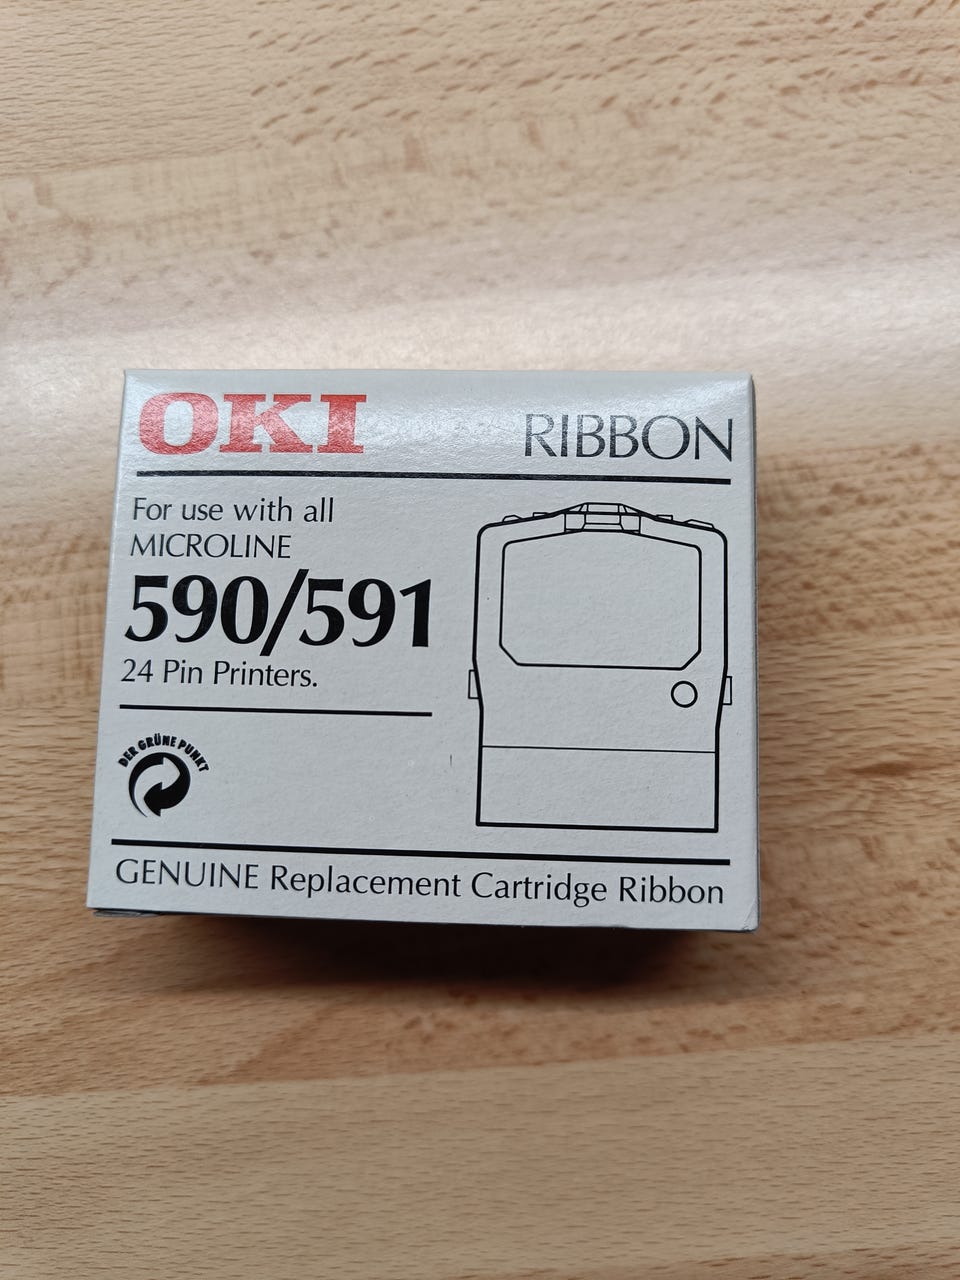 OKI
RIBBON
For use with all
MICROLINE
590/591
24 Pin Printers.
DER GRÜNE PUNKT
GENUINE Replacement Cartridge Ribbon